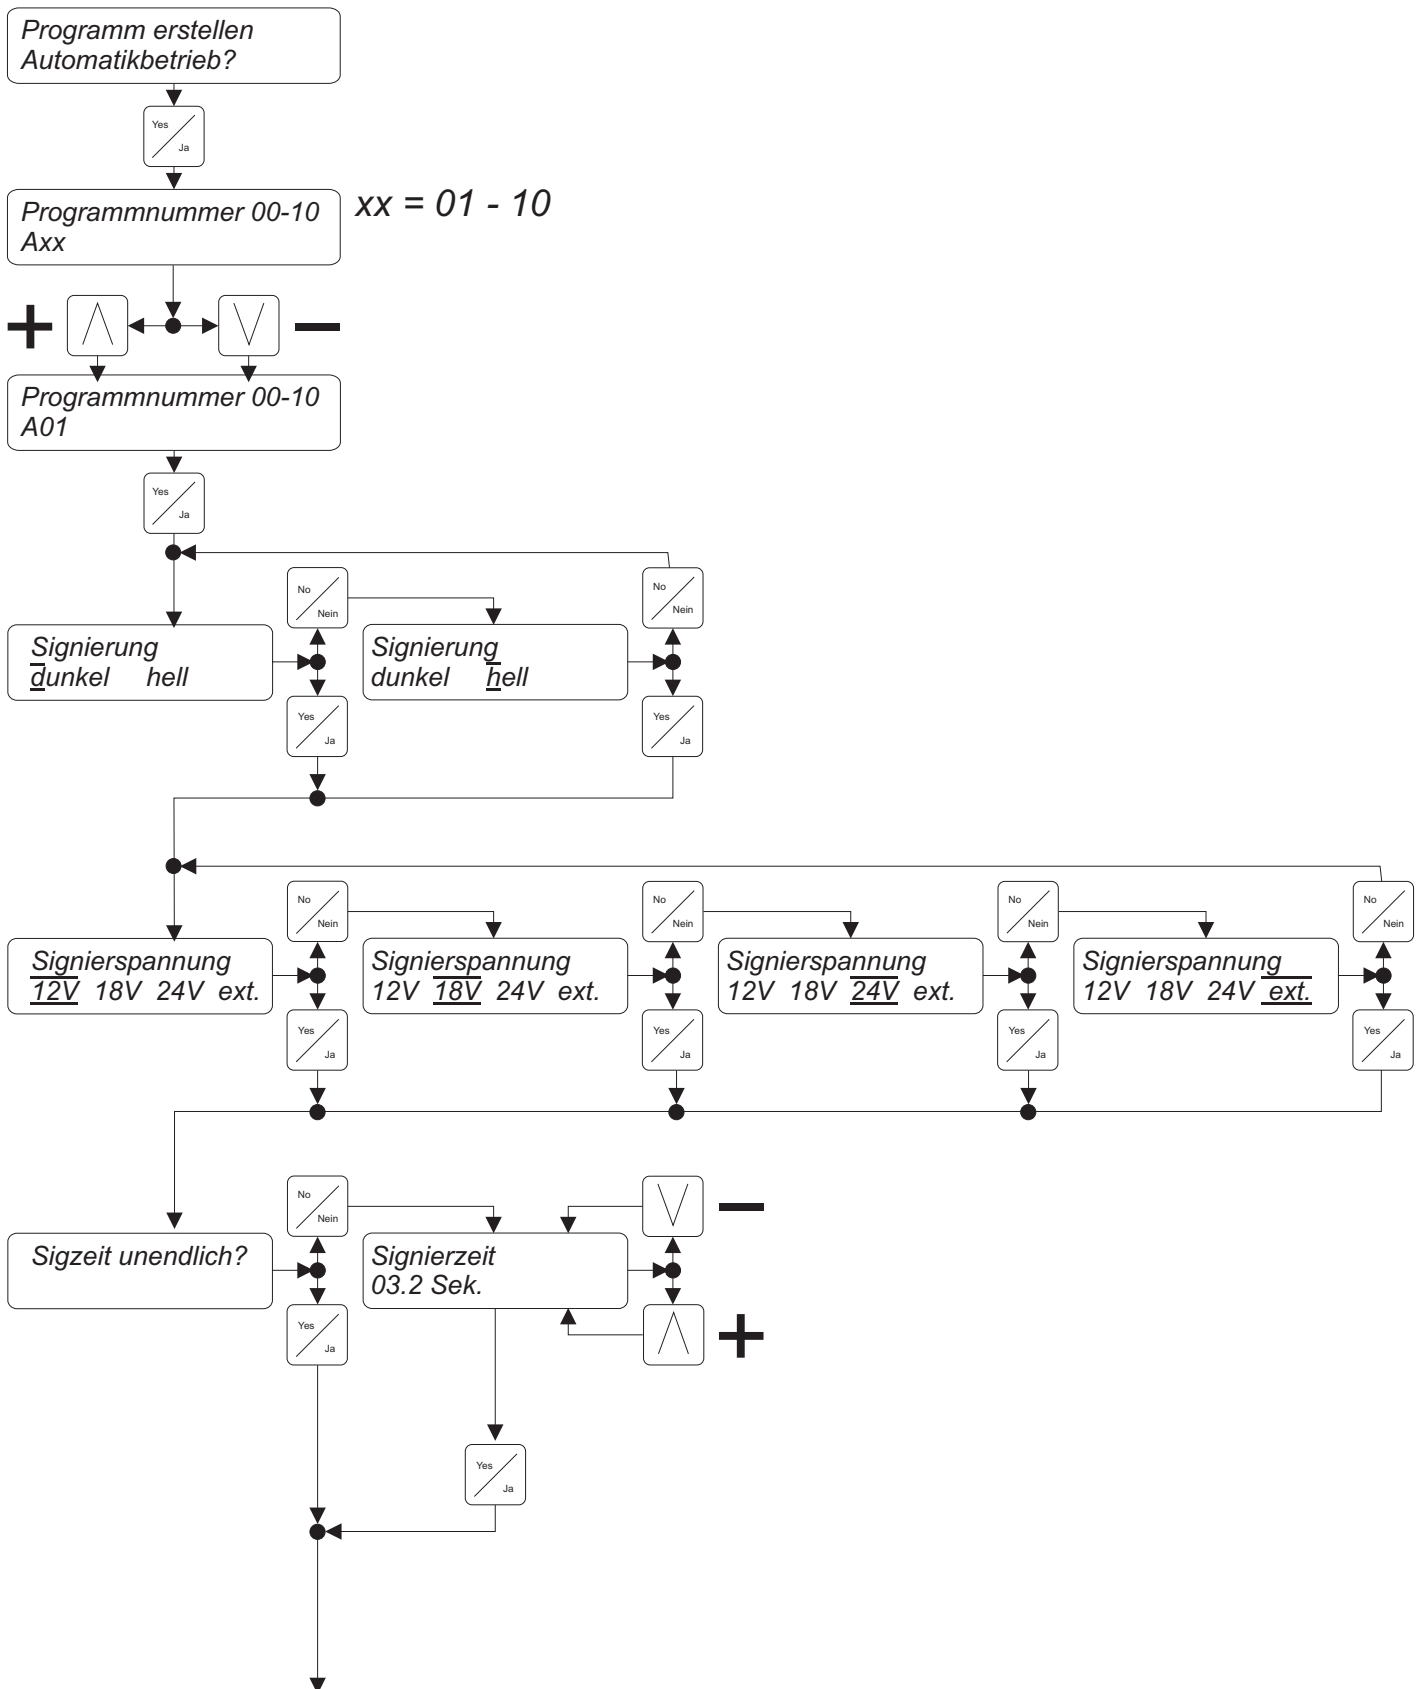 Programm erstellen
Automatikbetrieb?
Yes
Ja
Programmnummer 00-10
Axx
xx = 01 - 10
+
−
Programmnummer 00-10
A01
Yes
Ja
No
Nein
No
Nein
Signierung
dunkel hell
Signierung
dunkel hell
Yes
Ja
Yes
Ja
No
Nein
No
Nein
No
Nein
No
Nein
Signierspannung
12V 18V 24V ext.
Signierspannung
12V 18V 24V ext.
Signierspannung
12V 18V 24V ext.
Signierspannung
12V 18V 24V ext.
Yes
Ja
Yes
Ja
Yes
Ja
Yes
Ja
No
Nein
−
Sigzeit unendlich?
Signierzeit
03.2 Sek.
Yes
Ja
+
Yes
Ja